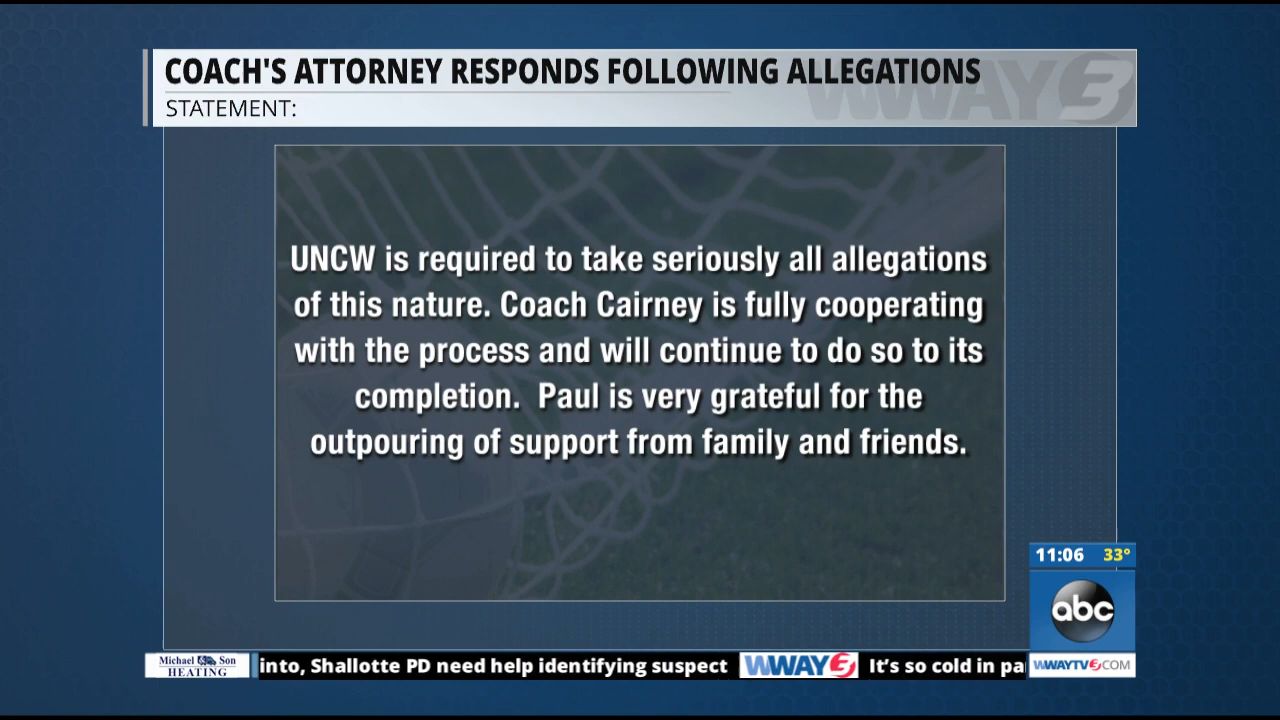 COACH'S ATTORNEY RESPONDS FOLLOWING ALLEGATIONS
STATEMENT:
WWAY3
UNCW is required to take seriously all allegations
of this nature. Coach Cairney is fully cooperating
with the process and will continue to do so to its
completion.  Paul is very grateful for the
outpouring of support from family and friends.
11:06 33°
abc
Michael & Son
HEATING
into, Shallotte PD need help identifying suspect WWAY3 It's so cold in pa
WWAYTV3.COM